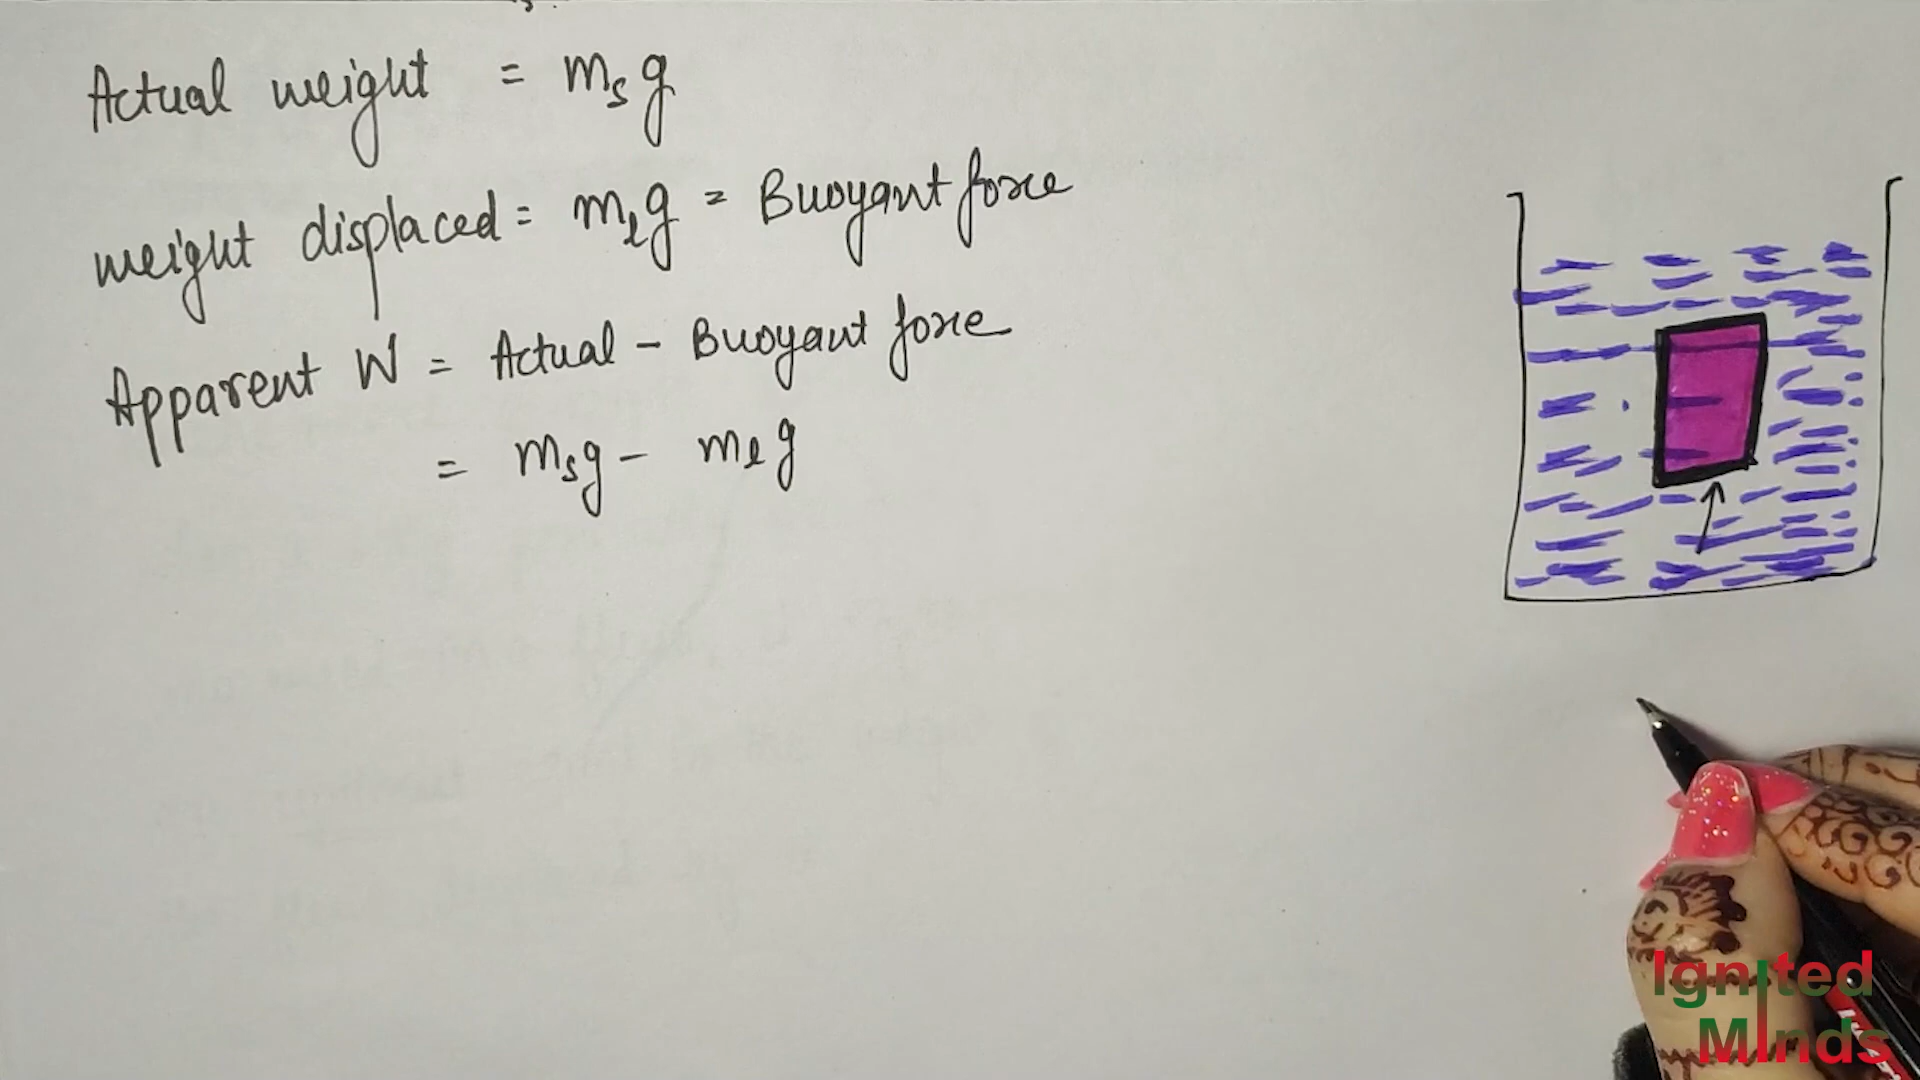 Actual weight = mₛg
weight displaced = mₗg = Buoyant force
Apparent W = Actual - Buoyant force
= mₛg - mₗg
Ignited
Minds